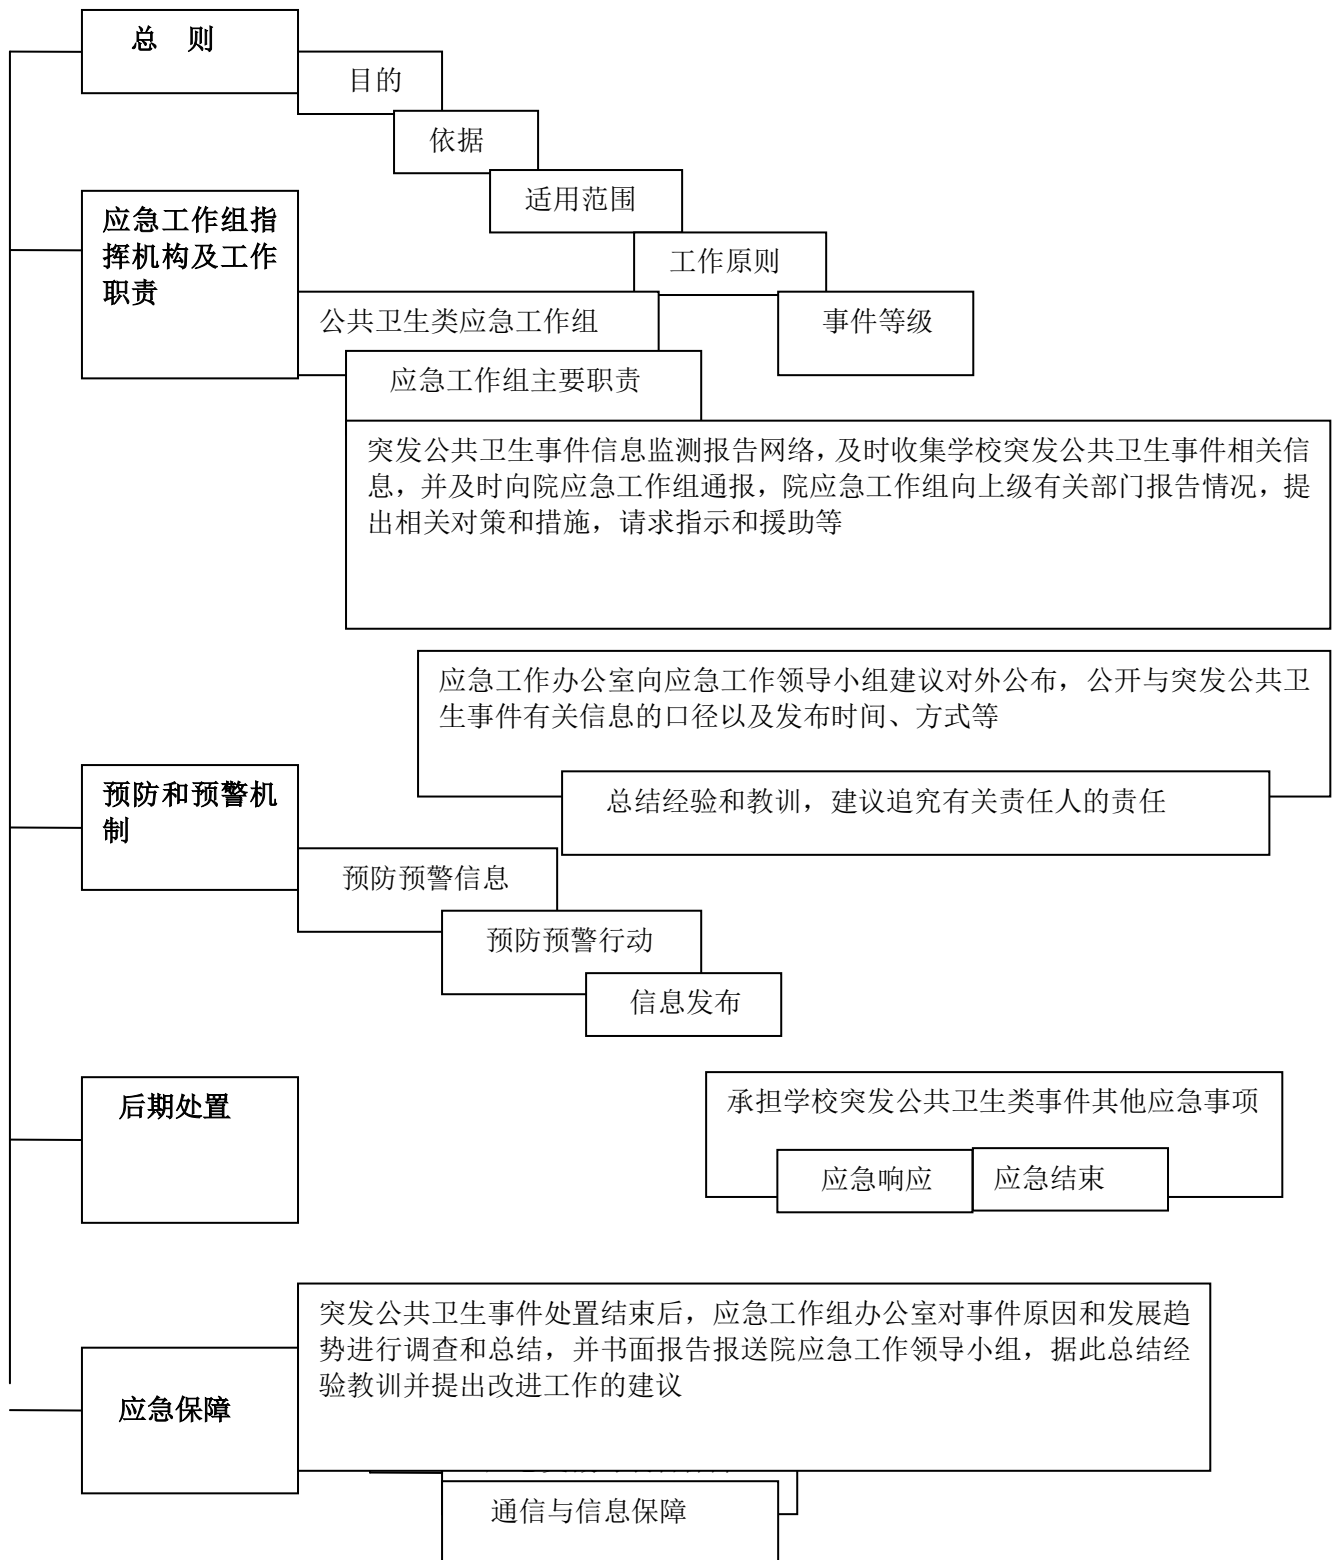 总 则
目的
依据
适用范围
应急工作组指
挥机构及工作
职责
工作原则
公共卫生类应急工作组
事件等级
应急工作组主要职责
突发公共卫生事件信息监测报告网络，及时收集学校突发公共卫生事件相关信
息，并及时向院应急工作组通报，院应急工作组向上级有关部门报告情况，提
出相关对策和措施，请求指示和援助等
应急工作办公室向应急工作领导小组建议对外公布，公开与突发公共卫
生事件有关信息的口径以及发布时间、方式等
预防和预警机
制
总结经验和教训，建议追究有关责任人的责任
预防预警信息
预防预警行动
信息发布
后期处置
承担学校突发公共卫生类事件其他应急事项
应急响应
应急结束
突发公共卫生事件处置结束后，应急工作组办公室对事件原因和发展趋
势进行调查和总结，并书面报告报送院应急工作领导小组，据此总结经
验教训并提出改进工作的建议
应急保障
通信与信息保障